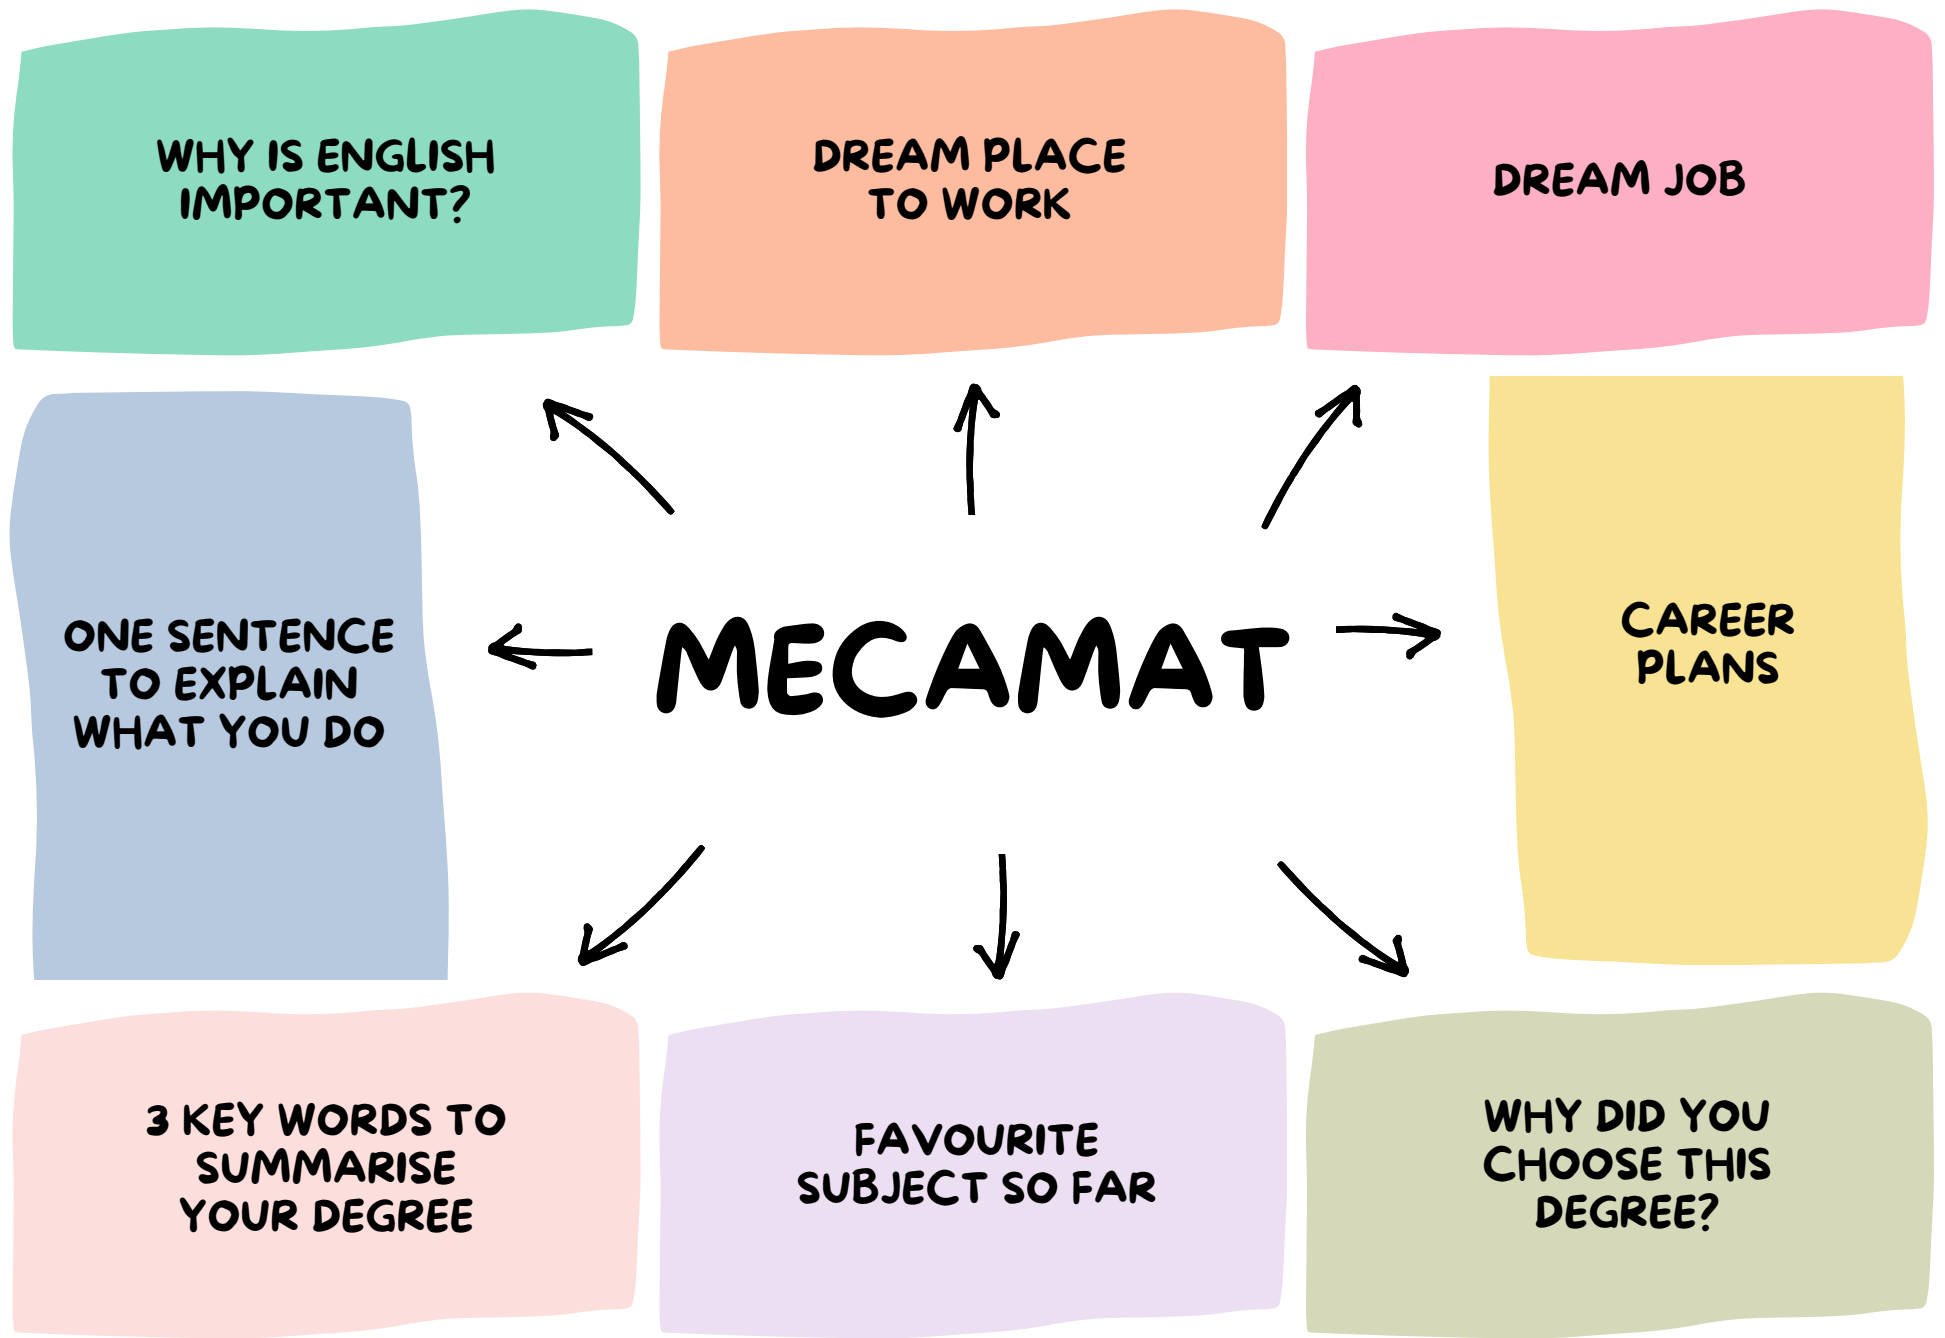 WHY IS ENGLISH
IMPORTANT?
DREAM PLACE
TO WORK
DREAM JOB
ONE SENTENCE
TO EXPLAIN
WHAT YOU DO
MECAMAT
CAREER
PLANS
3 KEY WORDS TO
SUMMARISE
YOUR DEGREE
FAVOURITE
SUBJECT SO FAR
WHY DID YOU
CHOOSE THIS
DEGREE?